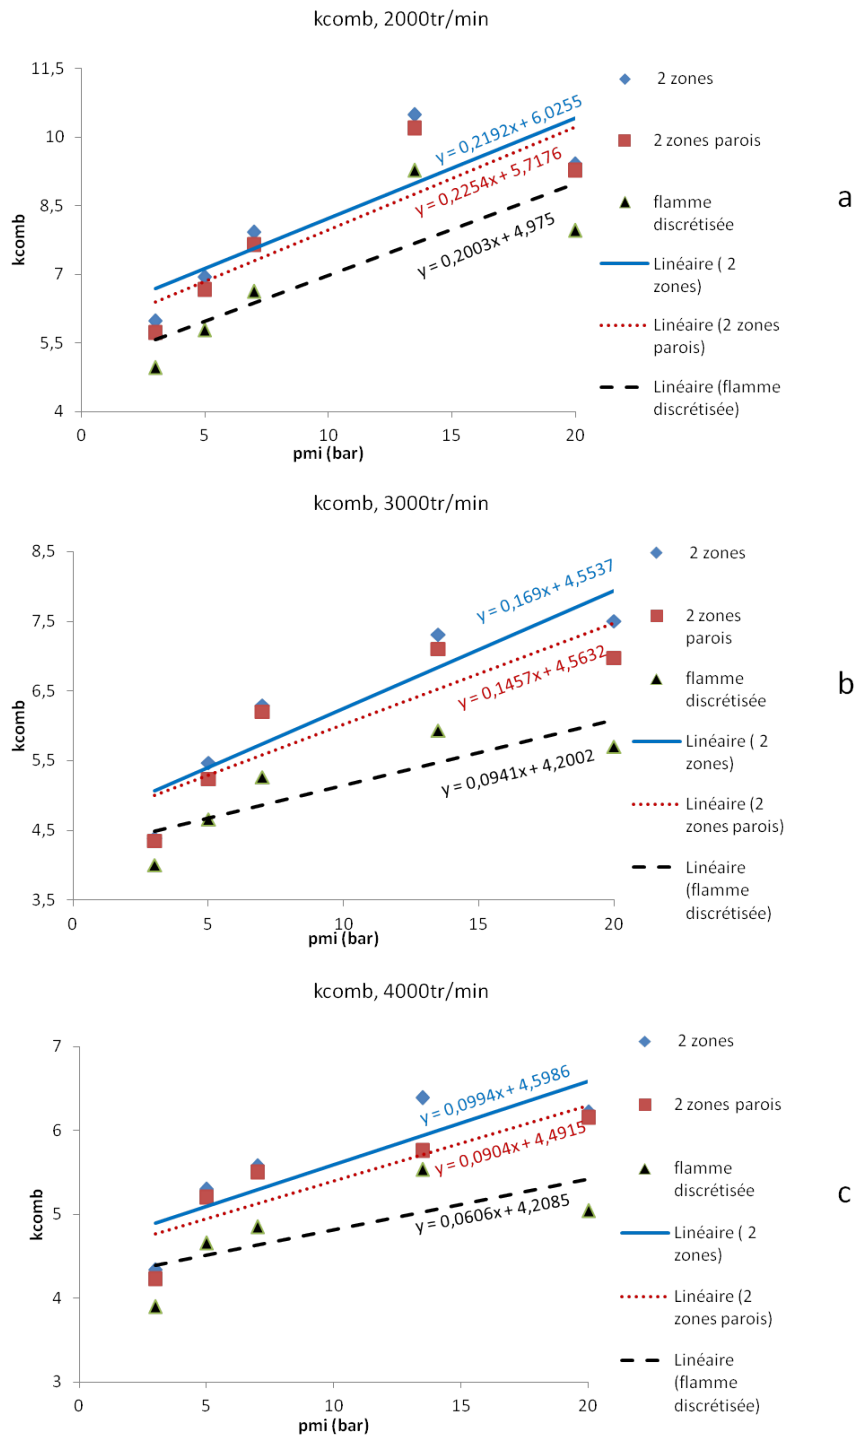 kcomb, 2000tr/min
11,5
10
8,5
7
5,5
4
kcomb
0
5
10
15
20
pmi (bar)
y = 0,2192x + 6,0255
y = 0,2254x + 5,7176
y = 0,2003x + 4,975
2 zones
2 zones parois
flamme
discrétisée
Linéaire ( 2
zones)
Linéaire (2 zones
parois)
Linéaire (flamme
discrétisée)
a
kcomb, 3000tr/min
8,5
7,5
6,5
5,5
4,5
3,5
kcomb
0
5
10
15
20
pmi (bar)
y = 0,169x + 4,5537
y = 0,1457x + 4,5632
y = 0,0941x + 4,2002
2 zones
2 zones
parois
flamme
discrétisée
Linéaire ( 2
zones)
Linéaire (2
zones parois)
Linéaire
(flamme
discrétisée)
b
kcomb, 4000tr/min
7
6
5
4
3
kcomb
0
5
10
15
20
pmi (bar)
y = 0,0994x + 4,5986
y = 0,0904x + 4,4915
y = 0,0606x + 4,2085
2 zones
2 zones parois
flamme
discrétisée
Linéaire ( 2
zones)
Linéaire (2
zones parois)
Linéaire
(flamme
discrétisée)
c